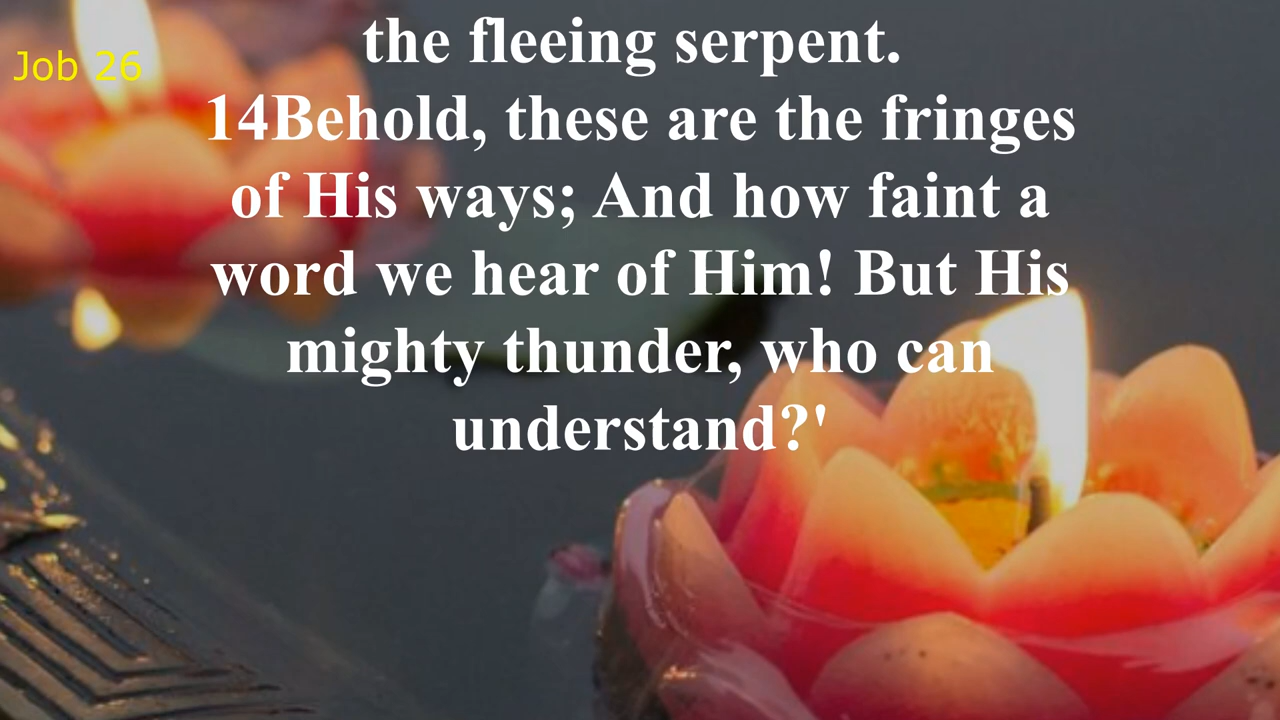 Job 26
the fleeing serpent.
14Behold, these are the fringes
of His ways; And how faint a
word we hear of Him! But His
mighty thunder, who can
understand?'